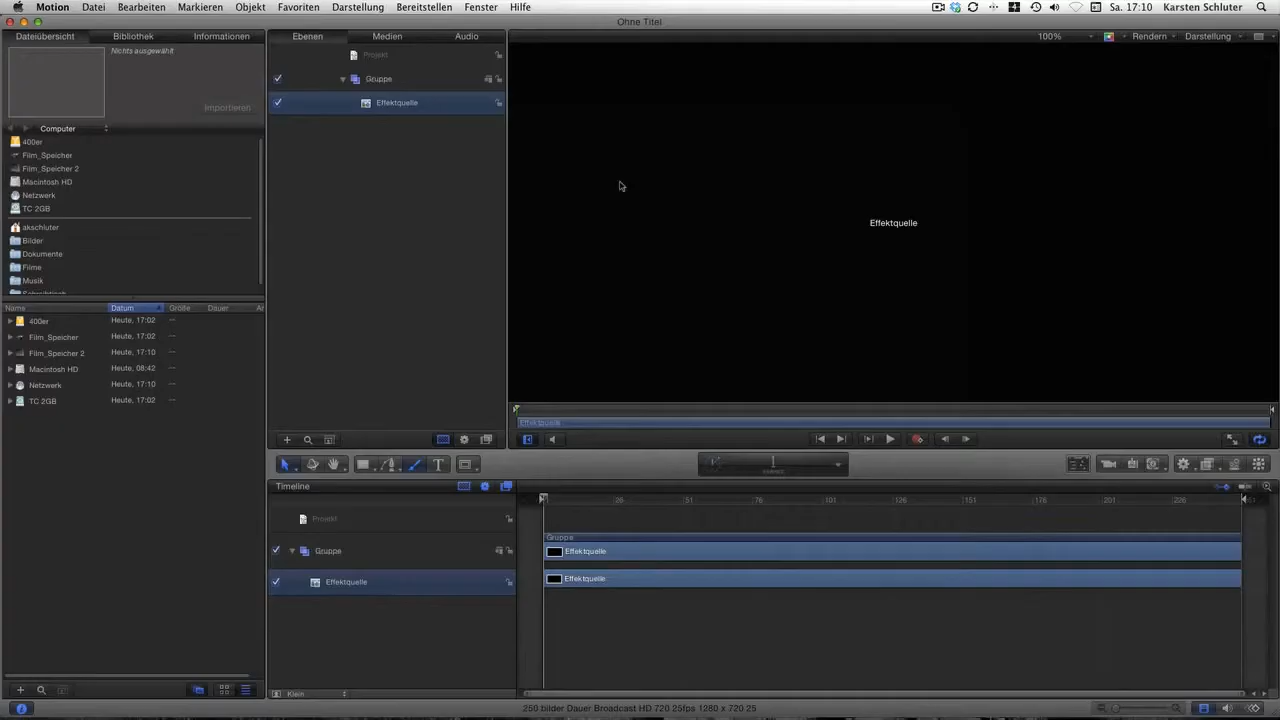 Motion Datei Bearbeiten Markieren Objekt Favoriten Darstellung Bereitstellen Fenster Hilfe Sa. 17:10 Karsten Schluter
Ohne Titel
Dateiübersicht Bibliothek Informationen
Nichts ausgewählt
Importieren
Computer
400er
Film_Speicher
Film_Speicher 2
Macintosh HD
Netzwerk
TC 2GB
akschluter
Bilder
Dokumente
Filme
Musik
Schreibtisch
Name Datum Größe Dauer Ar
400er Heute, 17:02 --
Film_Speicher Heute, 17:02 --
Film_Speicher 2 Heute, 17:10 --
Macintosh HD Heute, 08:42 --
Netzwerk Heute, 17:10 --
TC 2GB Heute, 17:02 --
Ebenen Medien Audio
Projekt
Gruppe
Effektquelle
100% Rendern Darstellung
Effektquelle
Effektquelle
T
1
Timeline
Projekt
Gruppe
Effektquelle
26 51 76 101 126 151 176 201 226
Gruppe
Effektquelle
Effektquelle
Klein
250 bilder Dauer Broadcast HD 720 25fps 1280 x 720 25